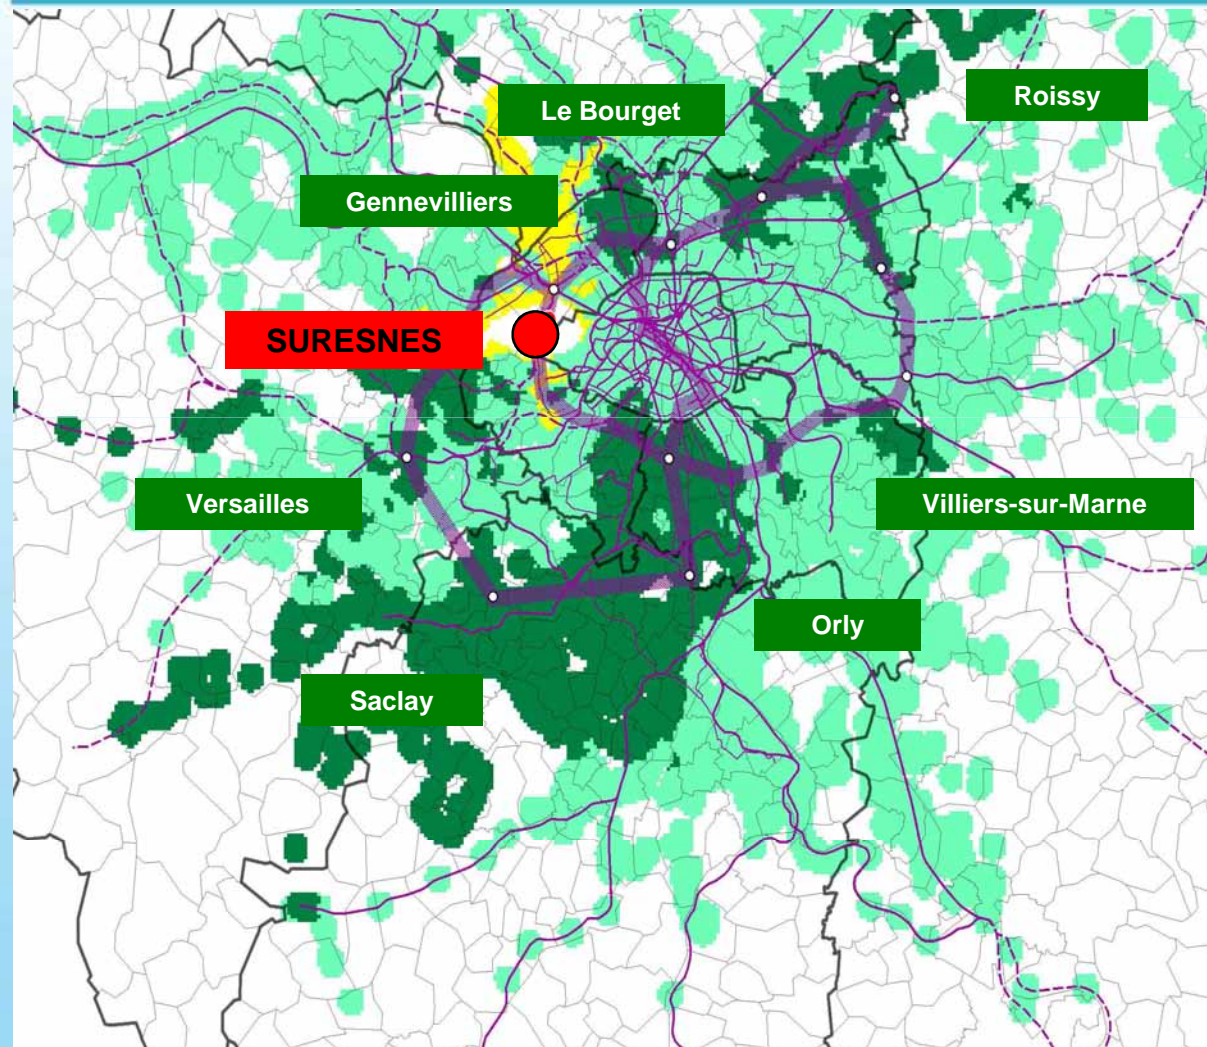 Roissy
Le Bourget
Gennevilliers
SURESNES
Versailles
Villiers-sur-Marne
Orly
Saclay